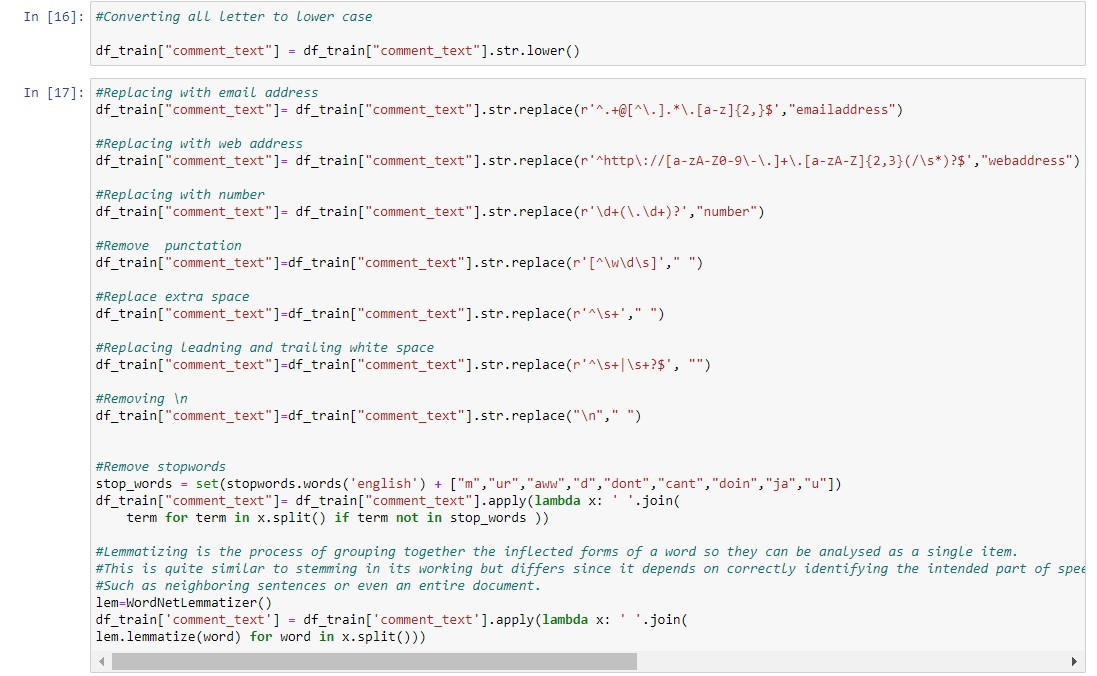 In [16]: #Converting all letter to lower case
df_train["comment_text"] = df_train["comment_text"].str.lower()
In [17]: #Replacing with email address
df_train["comment_text"]= df_train["comment_text"].str.replace(r'^.+@[^\.].*\.[a-z]{2,}$',"emailaddress")
#Replacing with web address
df_train["comment_text"]= df_train["comment_text"].str.replace(r'^http\://[a-zA-Z0-9\-\.]+\.[a-zA-Z]{2,3}(/\s*)?$',"webaddress")
#Replacing with number
df_train["comment_text"]= df_train["comment_text"].str.replace(r'\d+(\.\d+)?',"number")
#Remove  punctation
df_train["comment_text"]=df_train["comment_text"].str.replace(r'[^\w\d\s]'," ")
#Replace extra space
df_train["comment_text"]=df_train["comment_text"].str.replace(r'^\s+'," ")
#Replacing leadning and trailing white space
df_train["comment_text"]=df_train["comment_text"].str.replace(r'^\s+|\s+?$', "")
#Removing \n
df_train["comment_text"]=df_train["comment_text"].str.replace("\n"," ")
#Remove stopwords
stop_words = set(stopwords.words('english') + ["m","ur","aww","d","dont","cant","doin","ja","u"])
df_train["comment_text"]= df_train["comment_text"].apply(lambda x: ' '.join(
term for term in x.split() if term not in stop_words ))
#Lemmatizing is the process of grouping together the inflected forms of a word so they can be analysed as a single item.
#This is quite similar to stemming in its working but differs since it depends on correctly identifying the intended part of spee
#Such as neighboring sentences or even an entire document.
lem=WordNetLemmatizer()
df_train['comment_text'] = df_train['comment_text'].apply(lambda x: ' '.join(
lem.lemmatize(word) for word in x.split()))